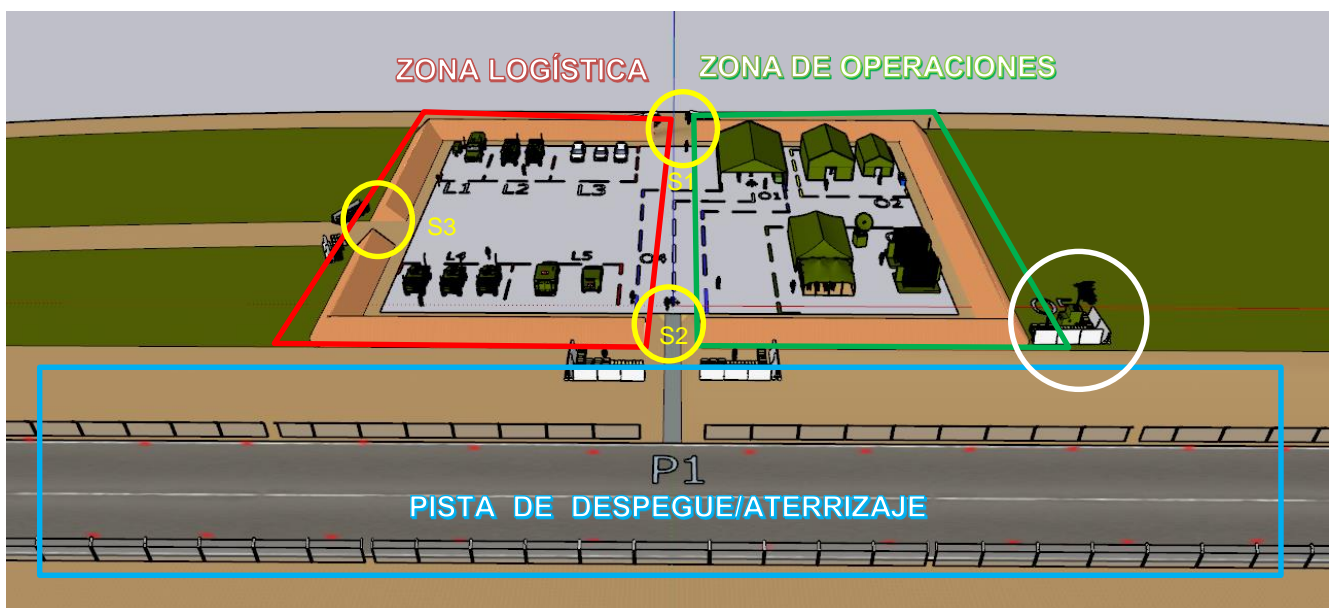 ZONA LOGÍSTICA
ZONA DE OPERACIONES
S1
L1
L2
L3
O1
O2
S3
L4
L5
O4
S2
P1
PISTA DE DESPEGUE/ATERRIZAJE